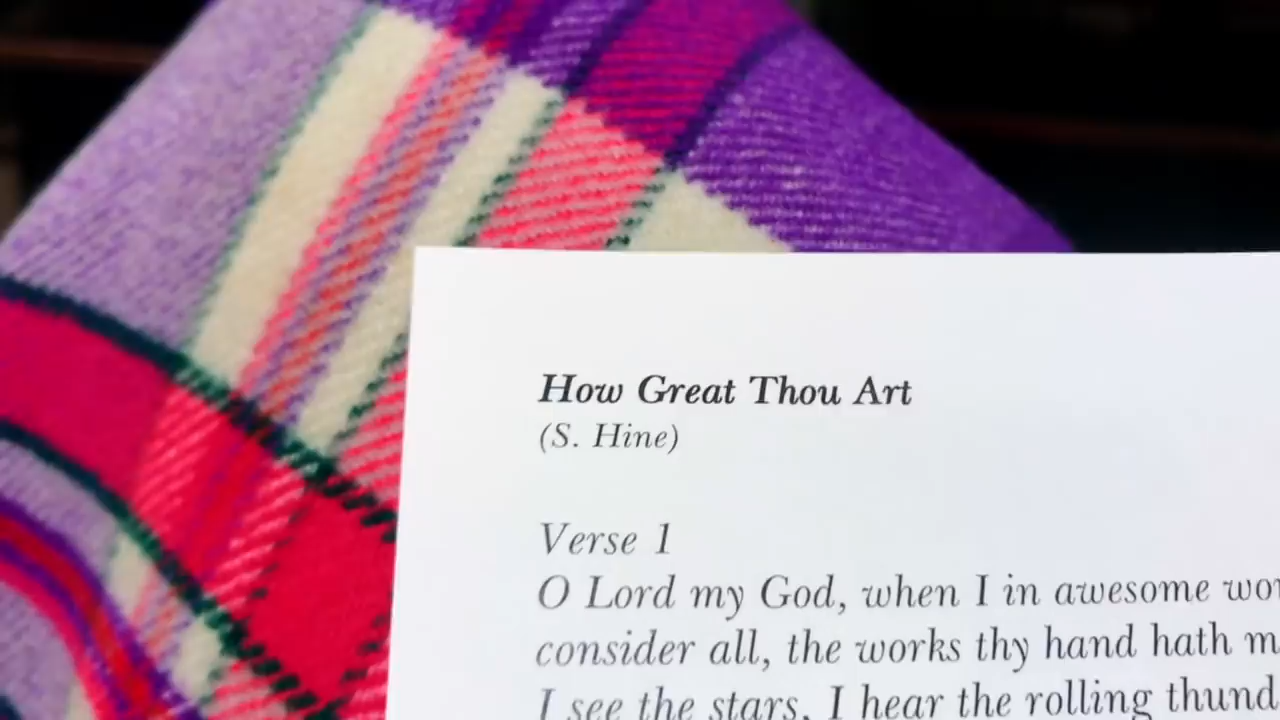 How Great Thou Art
(S. Hine)
Verse 1
O Lord my God, when I in awesome
consider all, the works thy hand hath
I see the stars, I hear the rolling